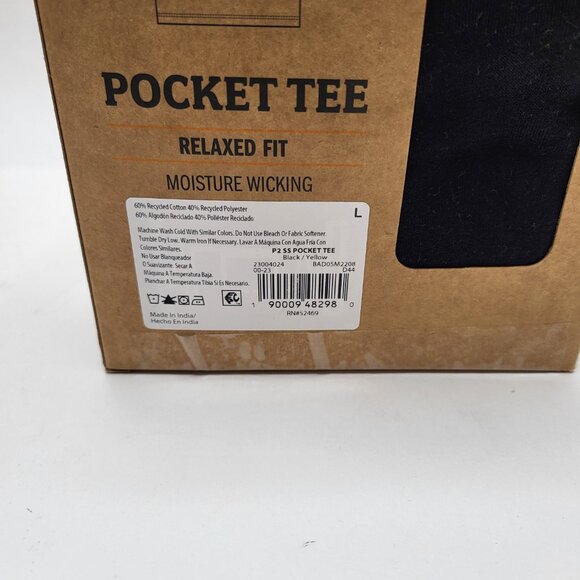 POCKET TEE
RELAXED FIT
MOISTURE WICKING
60% Recycled Cotton 40% Recycled Polyester
60% Algodón Reciclado 40% Poliéster Reciclado
L
Machine Wash Cold With Similar Colors. Do Not Use Bleach Or Fabric Softener.
Tumble Dry Low. Warm Iron If Necessary. Lavar A Máquina Con Agua Fría Con
Colores Similares.
No Usar Blanqueador
O Suavizante. Secar A
Máquina A Temperatura Baja.
Planchar A Temperatura Tibia Si Es Necesario.
P2 SS POCKET TEE
Black / Yellow
23004024 BAD05M2208
00-23 D44
1 90009 48298 0
RN#52469
Made In India/
Hecho En India